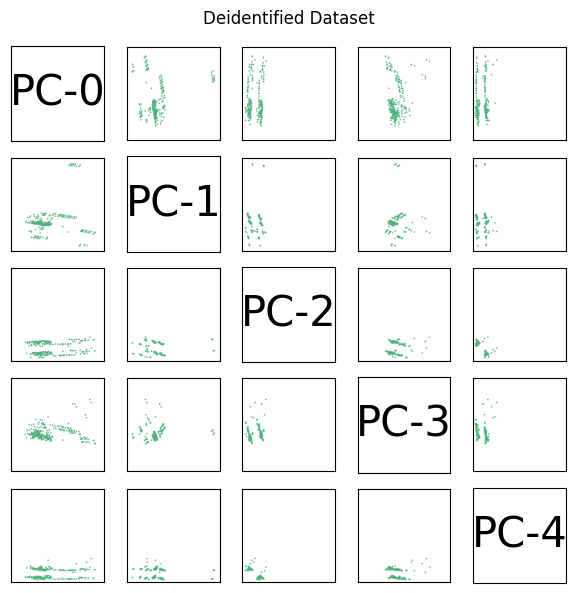 Deidentified Dataset
PC-0
PC-1
PC-2
PC-3
PC-4